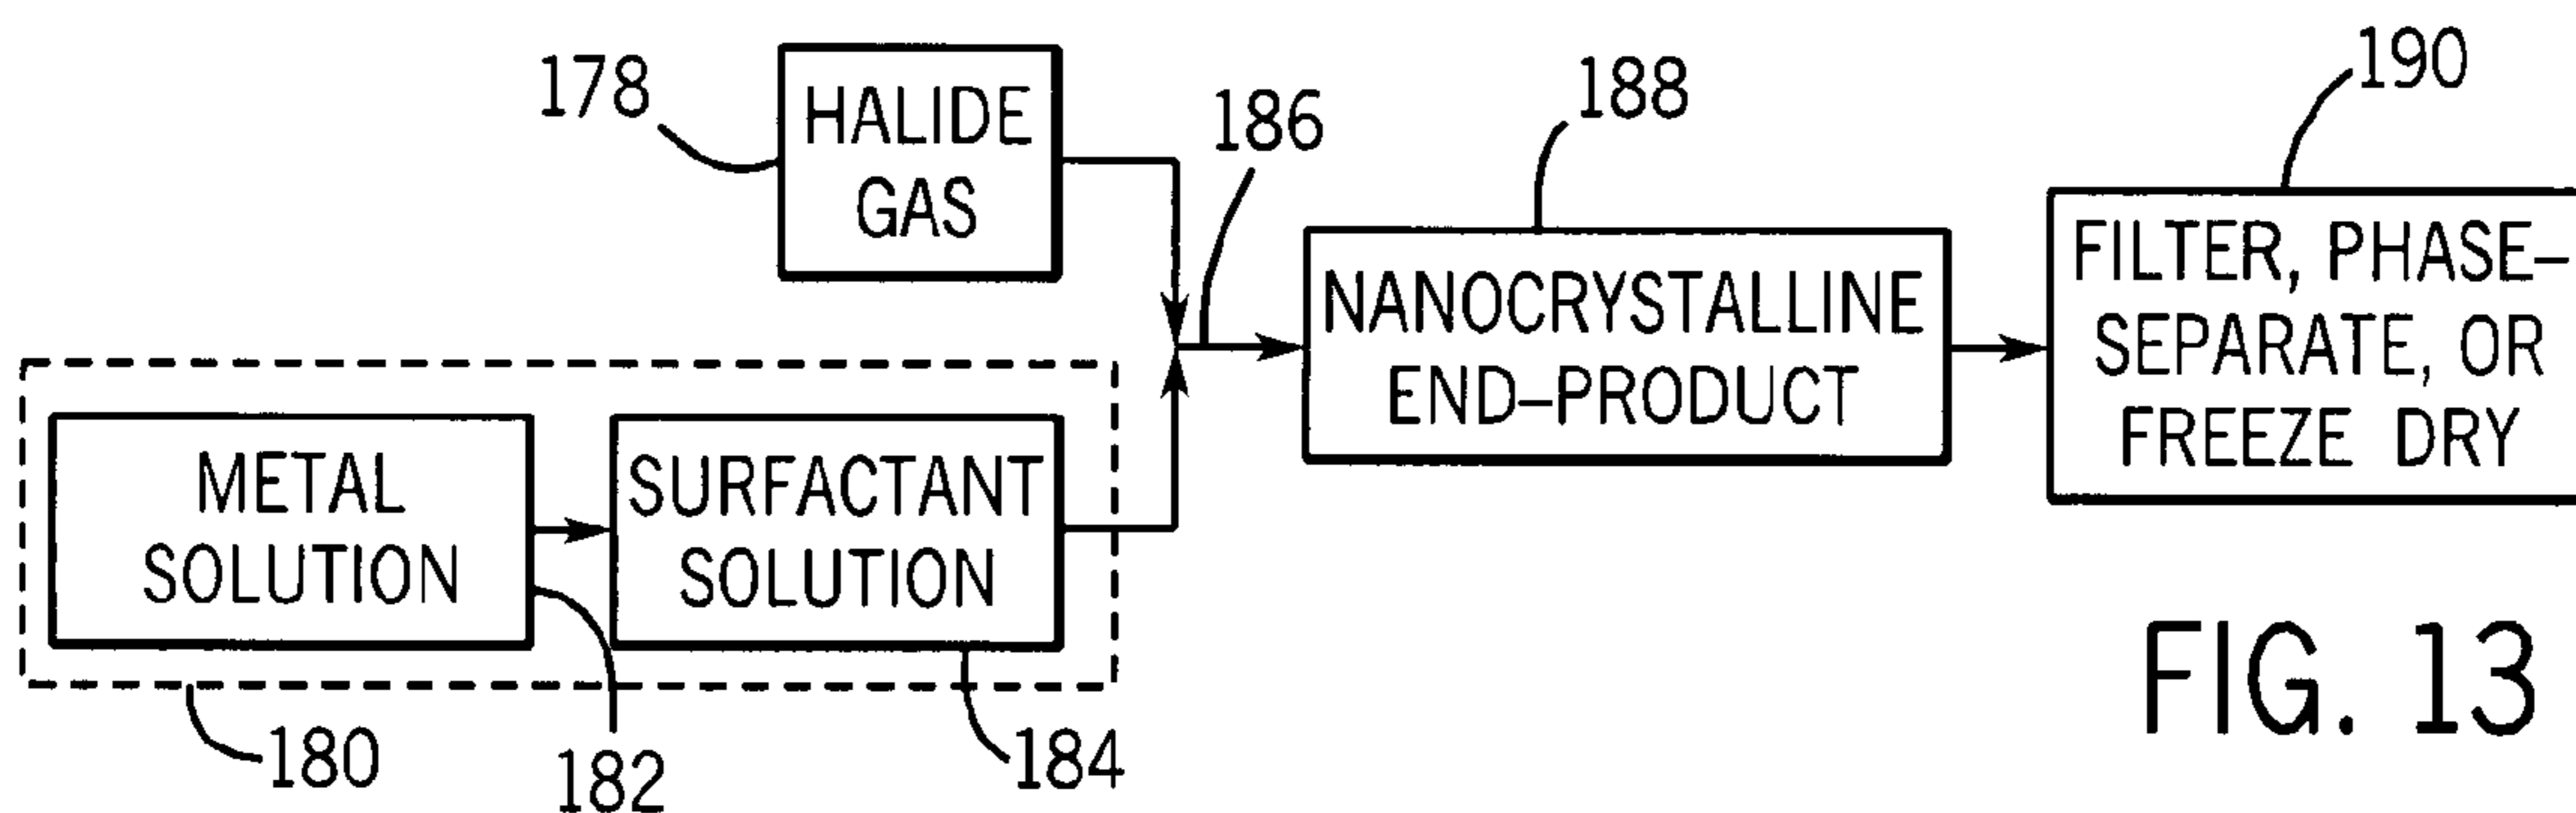 178
HALIDE
GAS
186
188
190
NANOCRYSTALLINE
END–PRODUCT
FILTER, PHASE–
SEPARATE, OR
FREEZE DRY
METAL
SOLUTION
SURFACTANT
SOLUTION
180
182
184
FIG. 13